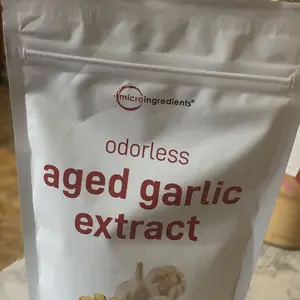 microingredients®
odorless
aged garlic
extract